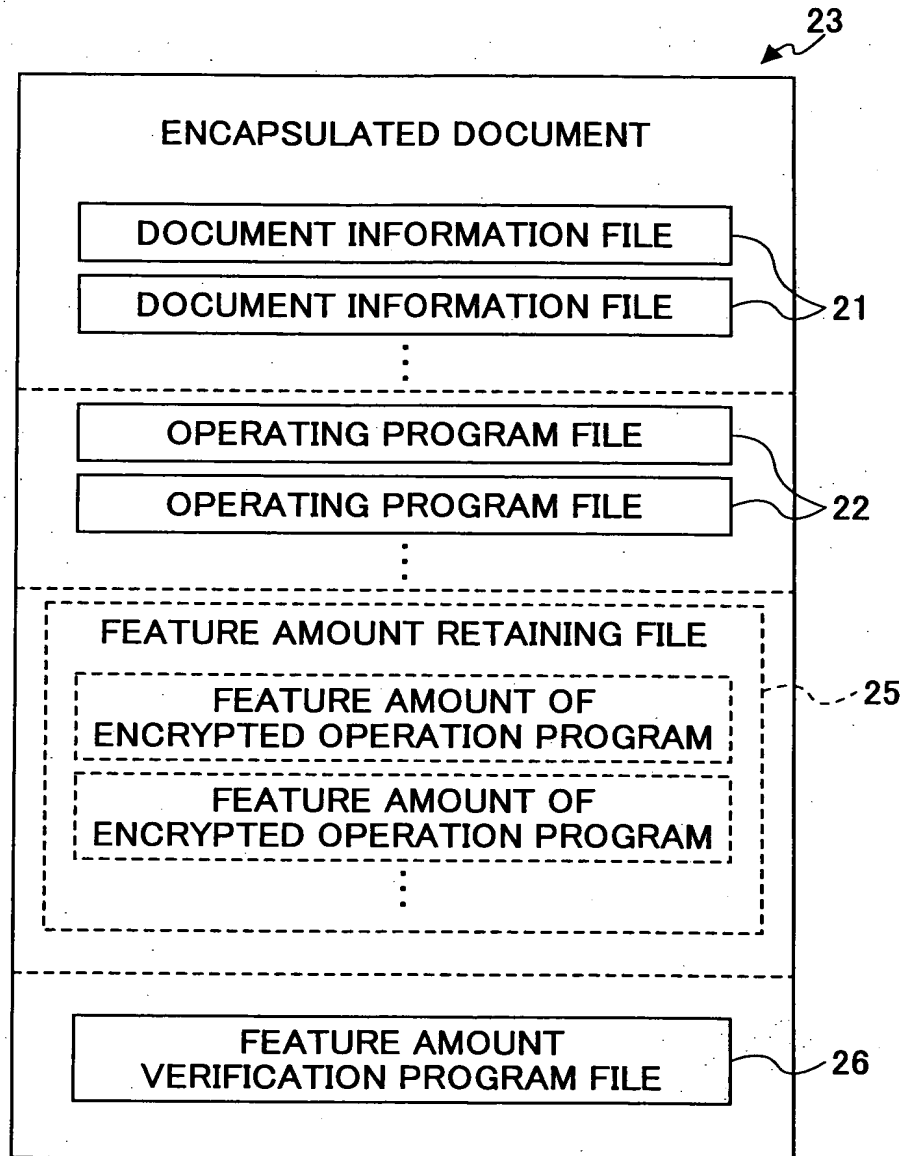 23
ENCAPSULATED DOCUMENT
DOCUMENT INFORMATION FILE
DOCUMENT INFORMATION FILE
21
OPERATING PROGRAM FILE
OPERATING PROGRAM FILE
22
FEATURE AMOUNT RETAINING FILE
FEATURE AMOUNT OF
ENCRYPTED OPERATION PROGRAM
25
FEATURE AMOUNT OF
ENCRYPTED OPERATION PROGRAM
FEATURE AMOUNT
VERIFICATION PROGRAM FILE
26